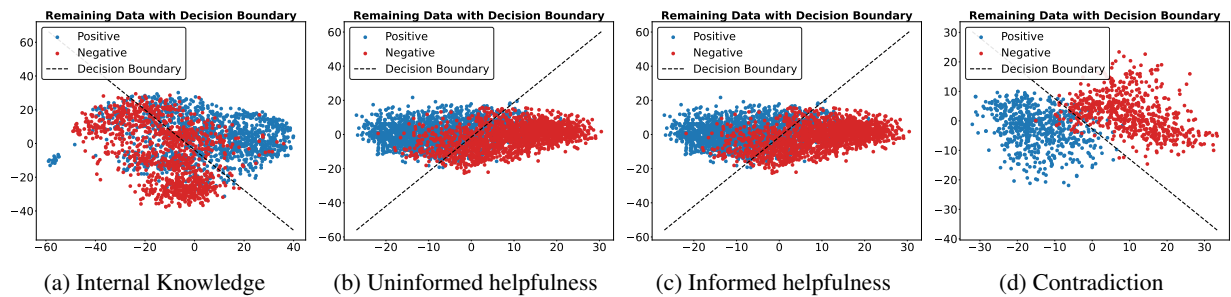 Remaining Data with Decision Boundary
Positive
Negative
Decision Boundary
60
40
20
0
−20
−40
−60 −40 −20 0 20 40
(a) Internal Knowledge
Remaining Data with Decision Boundary
Positive
Negative
Decision Boundary
60
40
20
0
−20
−40
−60
−20 −10 0 10 20 30
(b) Uninformed helpfulness
Remaining Data with Decision Boundary
Positive
Negative
Decision Boundary
60
40
20
0
−20
−40
−60
−20 −10 0 10 20 30
(c) Informed helpfulness
Remaining Data with Decision Boundary
Positive
Negative
Decision Boundary
30
20
10
0
−10
−20
−30
−40
−30 −20 −10 0 10 20 30
(d) Contradiction